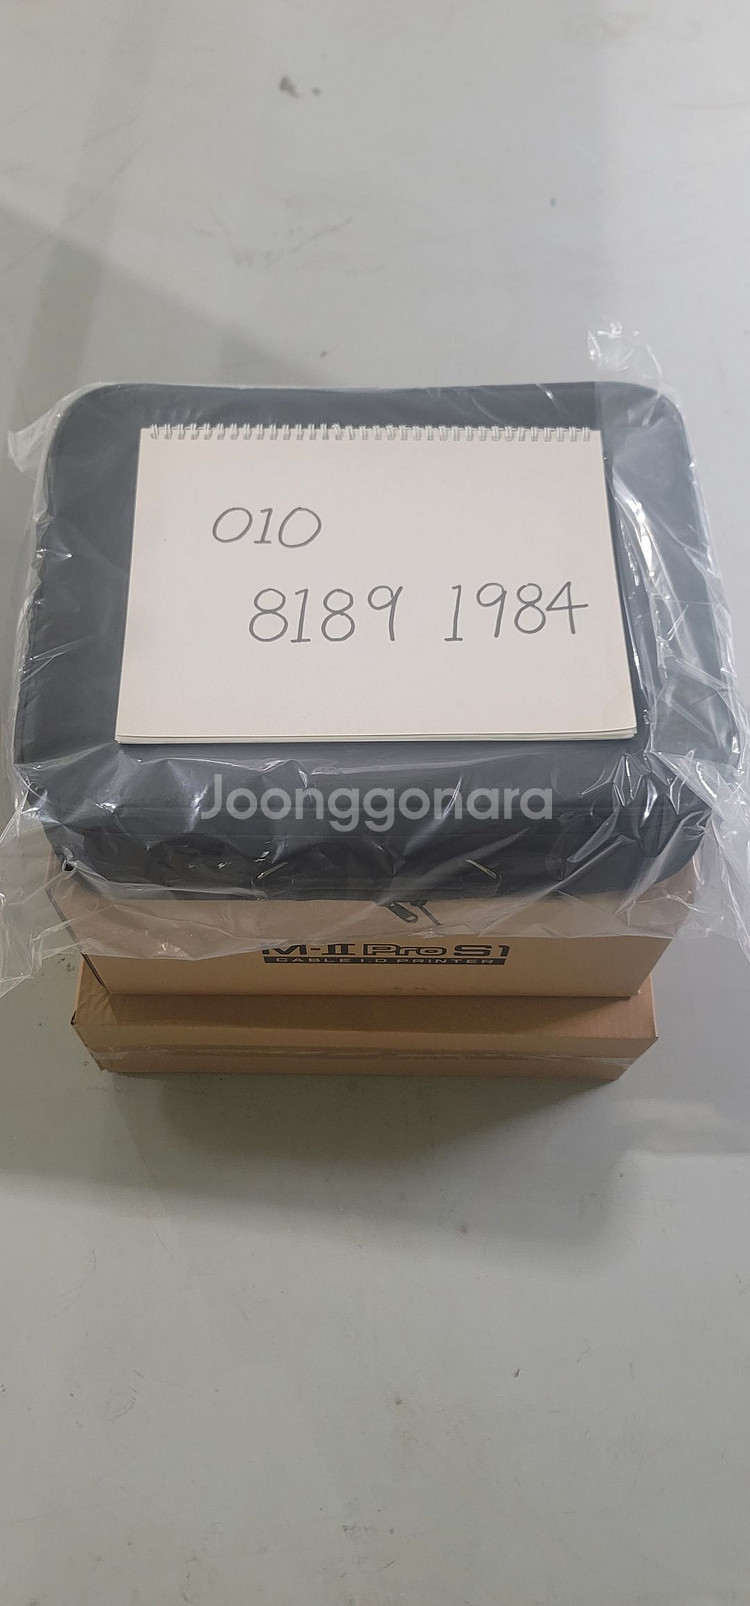 010
8189 1984
Joonggonara
M-II Pro S1
CABLE I.D PRINTER